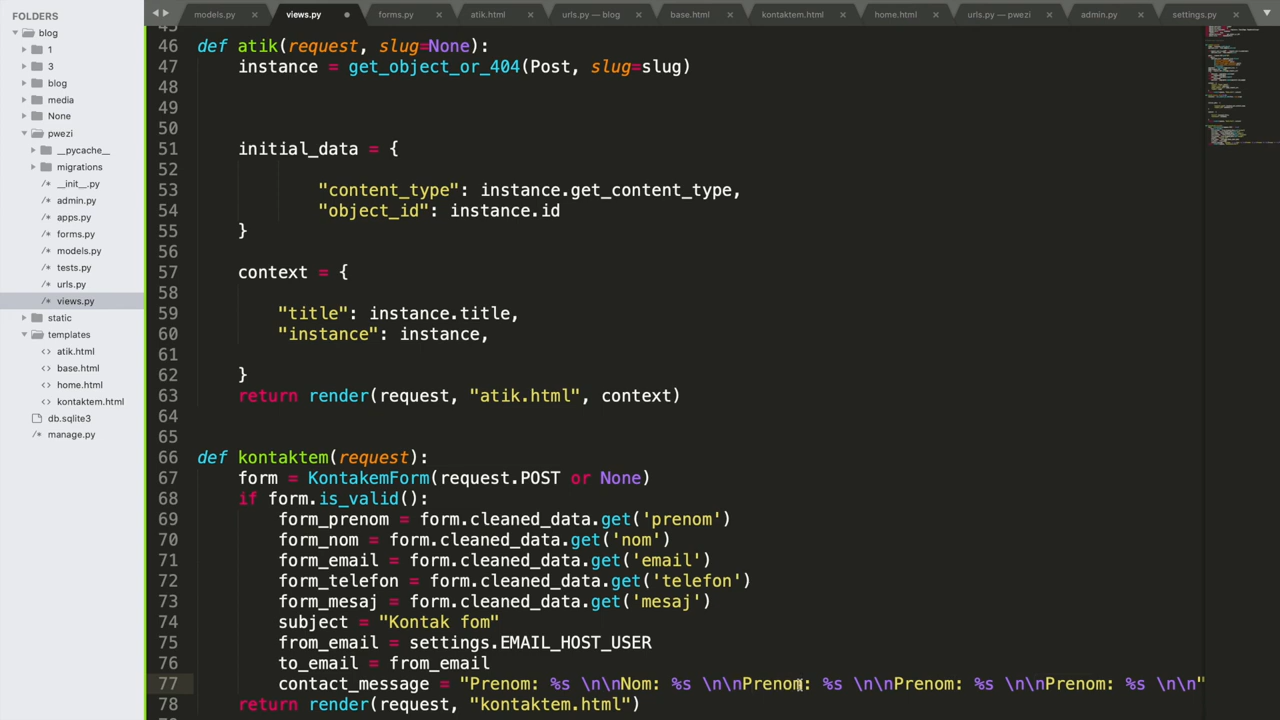 FOLDERS
blog
1
3
blog
media
None
pwezi
__pycache__
migrations
__init__.py
admin.py
apps.py
forms.py
models.py
tests.py
urls.py
views.py
static
templates
atik.html
base.html
home.html
kontaktem.html
db.sqlite3
manage.py
models.py × views.py forms.py × atik.html × urls.py — blog × base.html × kontaktem.html × home.html × urls.py — pwezi × admin.py × settings.py ×
45
46 def atik(request, slug=None):
47 instance = get_object_or_404(Post, slug=slug)
48
49
50
51 initial_data = {
52
53 "content_type": instance.get_content_type,
54 "object_id": instance.id
55 }
56
57 context = {
58
59 "title": instance.title,
60 "instance": instance,
61
62 }
63 return render(request, "atik.html", context)
64
65
66 def kontaktem(request):
67 form = KontakemForm(request.POST or None)
68 if form.is_valid():
69 form_prenom = form.cleaned_data.get('prenom')
70 form_nom = form.cleaned_data.get('nom')
71 form_email = form.cleaned_data.get('email')
72 form_telefon = form.cleaned_data.get('telefon')
73 form_mesaj = form.cleaned_data.get('mesaj')
74 subject = "Kontak fom"
75 from_email = settings.EMAIL_HOST_USER
76 to_email = from_email
77 contact_message = "Prenom: %s \n\nNom: %s \n\nPrenom: %s \n\nPrenom: %s \n\nPrenom: %s \n\n"
78 return render(request, "kontaktem.html")